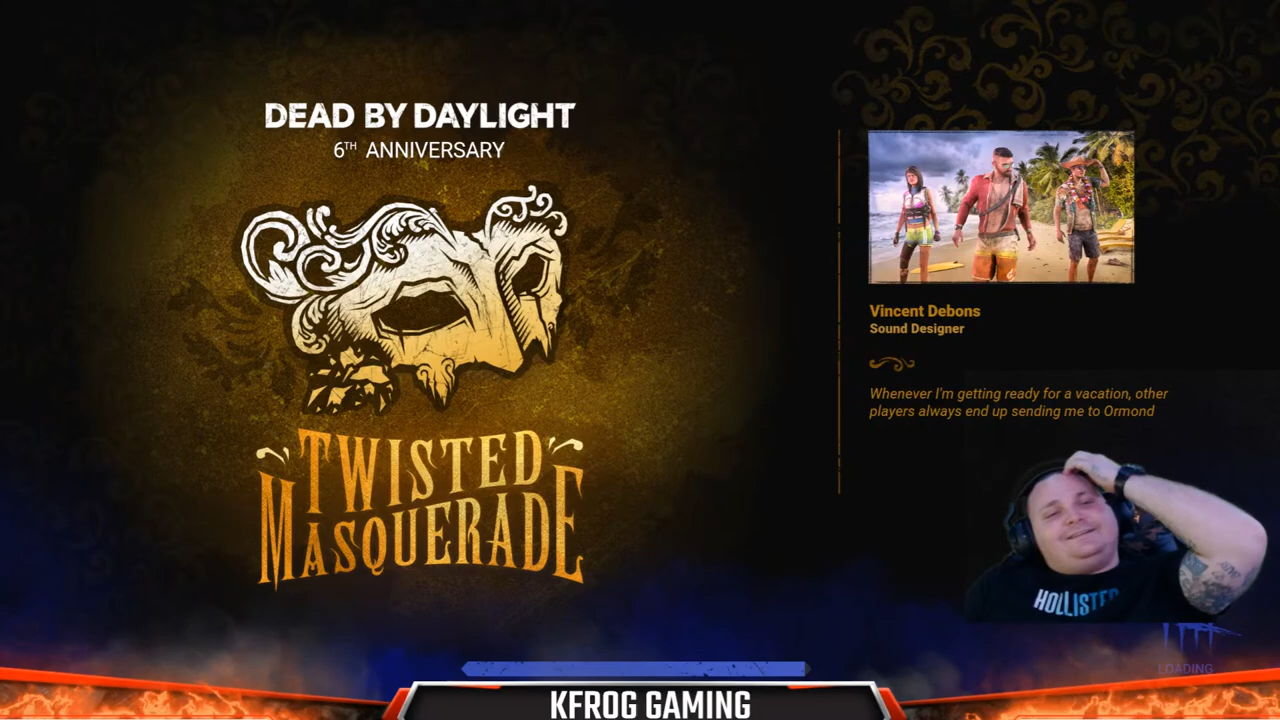 DEAD BY DAYLIGHT
6TH ANNIVERSARY
TWISTED
MASQUERADE
Vincent Debons
Sound Designer
Whenever I'm getting ready for a vacation, other
players always end up sending me to Ormond
HOLLISTER
LOADING
KFROG GAMING